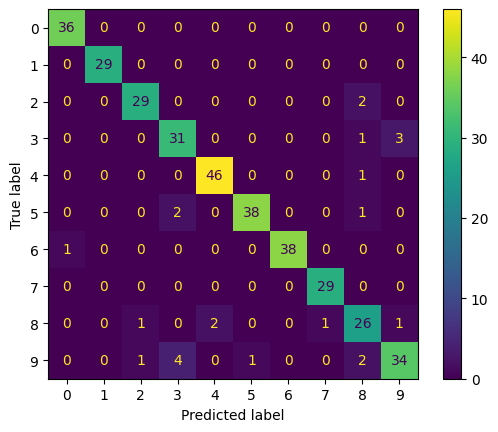 0 36 0 0 0 0 0 0 0 0 0
1 0 29 0 0 0 0 0 0 0 0
2 0 0 29 0 0 0 0 0 2 0
3 0 0 0 31 0 0 0 0 1 3
4 0 0 0 0 46 0 0 0 1 0
5 0 0 0 2 0 38 0 0 1 0
6 1 0 0 0 0 0 38 0 0 0
7 0 0 0 0 0 0 0 29 0 0
8 0 0 1 0 2 0 0 1 26 1
9 0 0 1 4 0 1 0 0 2 34
0 1 2 3 4 5 6 7 8 9
Predicted label
True label
40
30
20
10
0